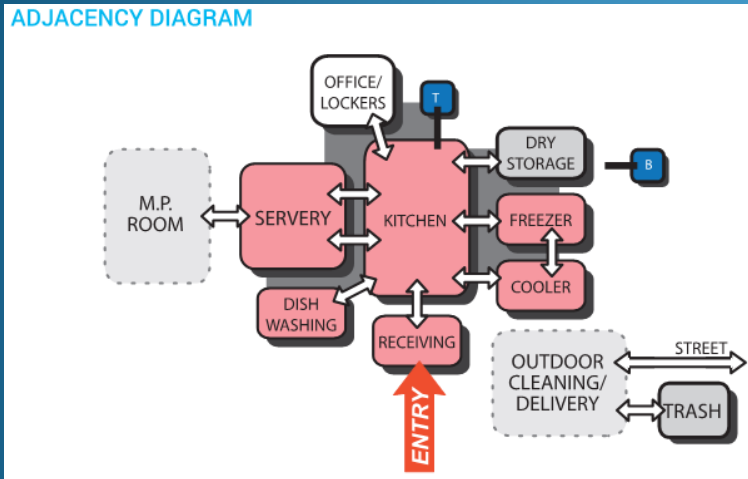 ADJACENCY DIAGRAM
OFFICE/
LOCKERS
T
DRY
STORAGE
B
M.P.
ROOM
SERVERY
KITCHEN
FREEZER
COOLER
DISH
WASHING
RECEIVING
ENTRY
OUTDOOR
CLEANING/
DELIVERY
STREET
TRASH